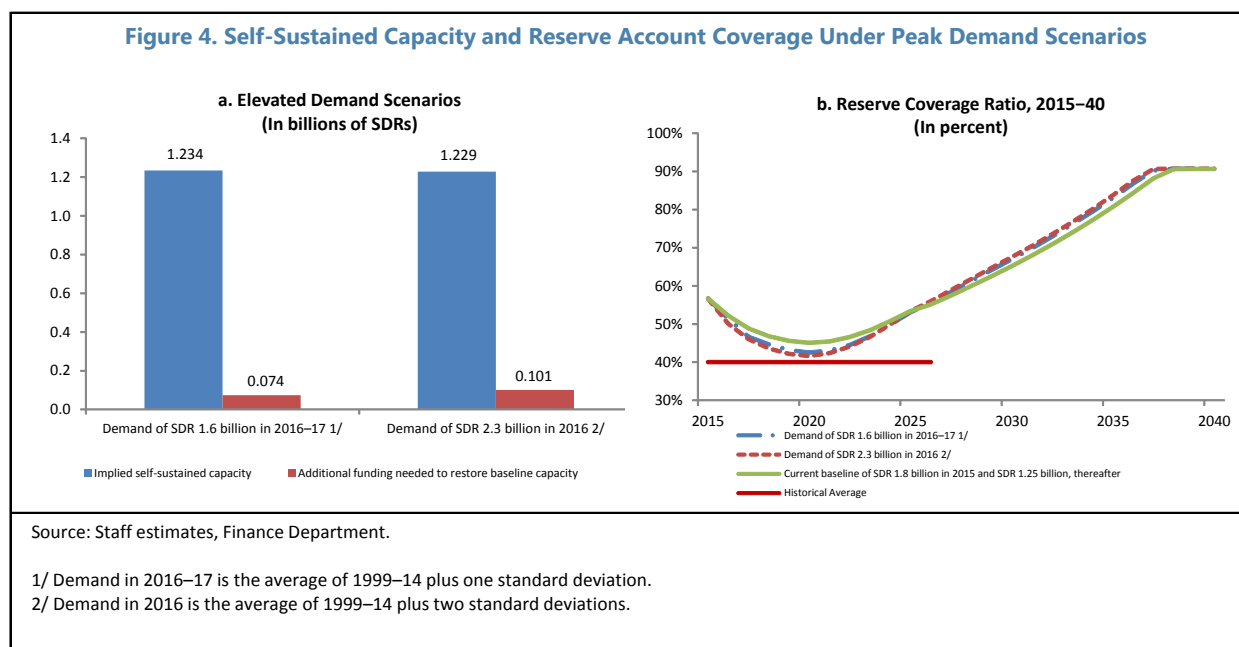 Figure 4. Self-Sustained Capacity and Reserve Account Coverage Under Peak Demand Scenarios
a. Elevated Demand Scenarios
(In billions of SDRs)
1.4
1.2
1.0
0.8
0.6
0.4
0.2
0.0
1.234
0.074
1.229
0.101
Demand of SDR 1.6 billion in 2016–17 1/
Demand of SDR 2.3 billion in 2016 2/
Implied self-sustained capacity
Additional funding needed to restore baseline capacity
b. Reserve Coverage Ratio, 2015–40
(In percent)
100%
90%
80%
70%
60%
50%
40%
30%
2015
2020
2025
2030
2035
2040
Demand of SDR 1.6 billion in 2016–17 1/
Demand of SDR 2.3 billion in 2016 2/
Current baseline of SDR 1.8 billion in 2015 and SDR 1.25 billion, thereafter
Historical Average
Source: Staff estimates, Finance Department.
1/ Demand in 2016–17 is the average of 1999–14 plus one standard deviation.
2/ Demand in 2016 is the average of 1999–14 plus two standard deviations.